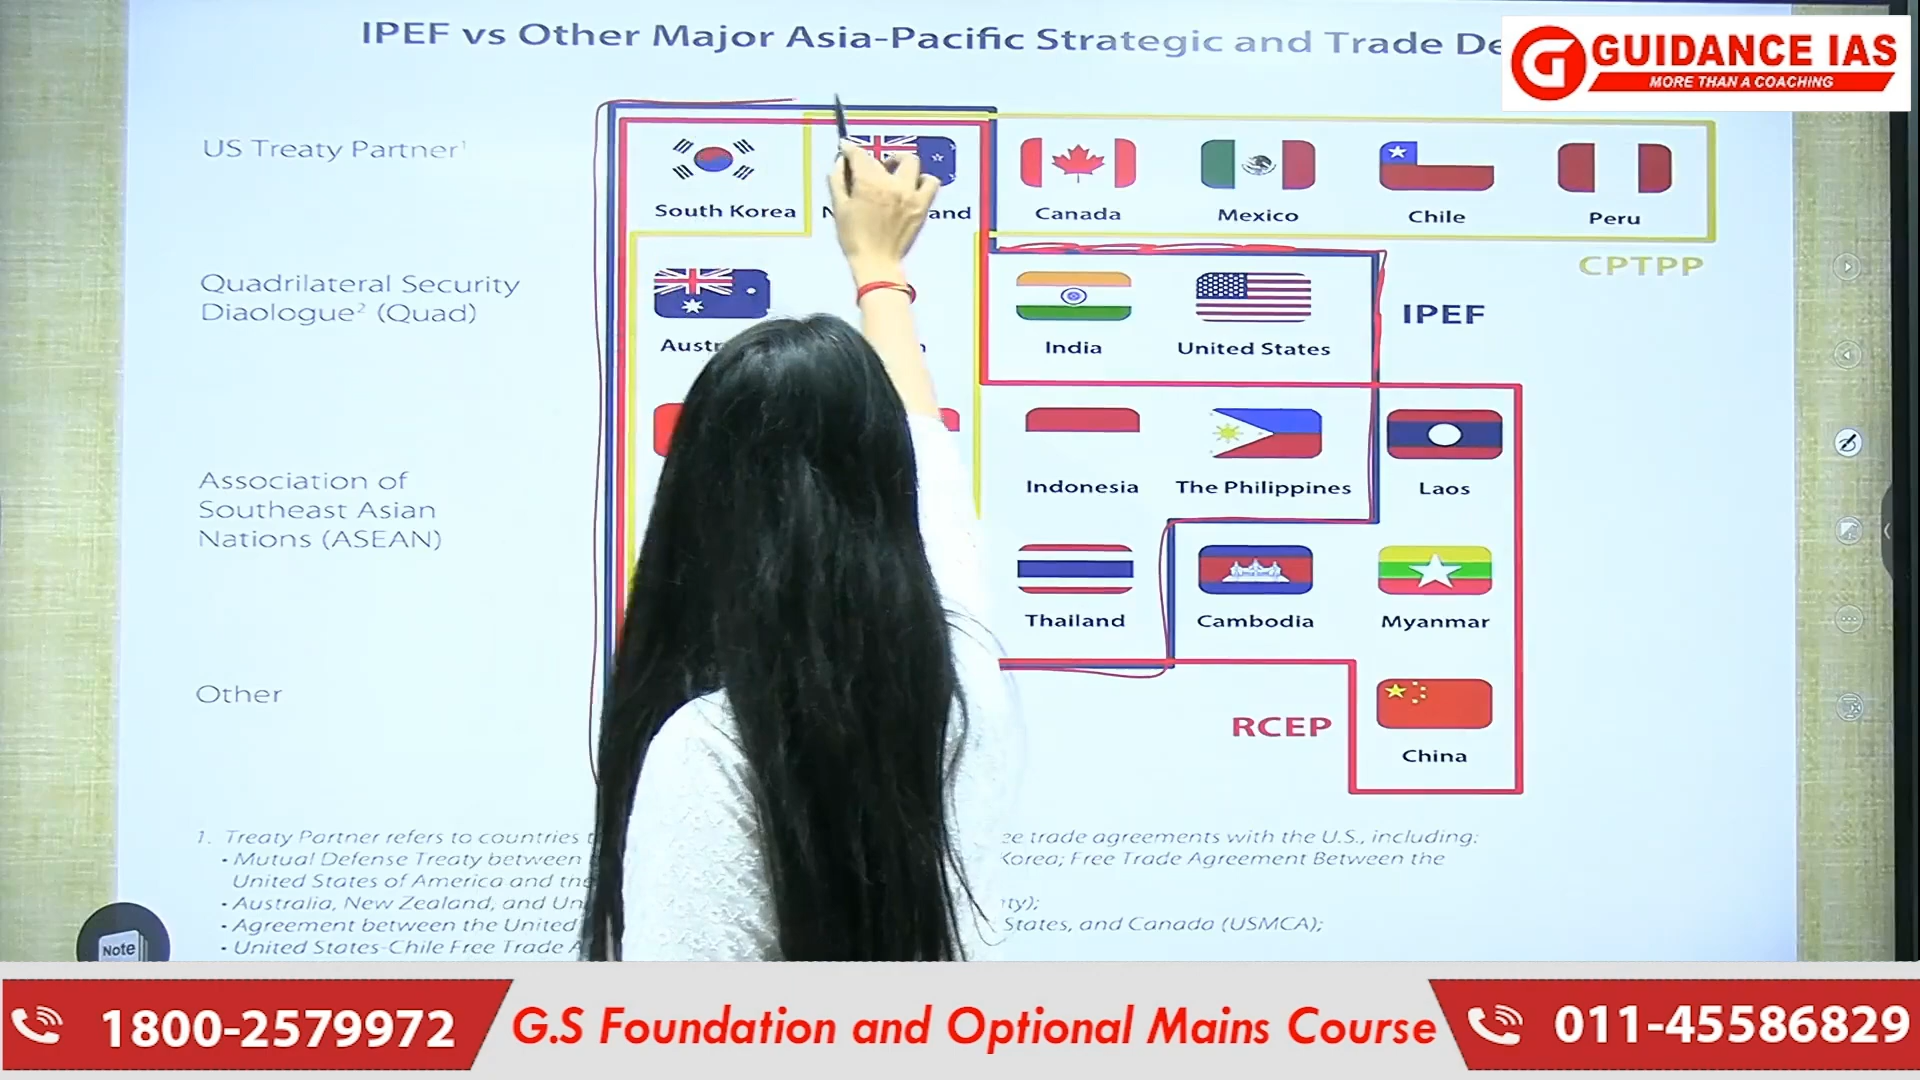 IPEF vs Other Major Asia-Pacific Strategic and Trade De
GUIDANCE IAS
MORE THAN A COACHING
US Treaty Partner¹
South Korea
and
Canada
Mexico
Chile
Peru
CPTPP
Quadrilateral Security
Diaologue² (Quad)
Aust
India
United States
IPEF
Association of
Southeast Asian
Nations (ASEAN)
Indonesia
The Philippines
Laos
Thailand
Cambodia
Myanmar
Other
RCEP
China
1. Treaty Partner refers to countries ee trade agreements with the U.S., including:
• Mutual Defense Treaty between Korea; Free Trade Agreement Between the
United States of America and the
• Australia, New Zealand, and Un ty);
• Agreement between the United States, and Canada (USMCA);
• United States-Chile Free Trade A
Note
1800-2579972
G.S Foundation and Optional Mains Course
011-45586829